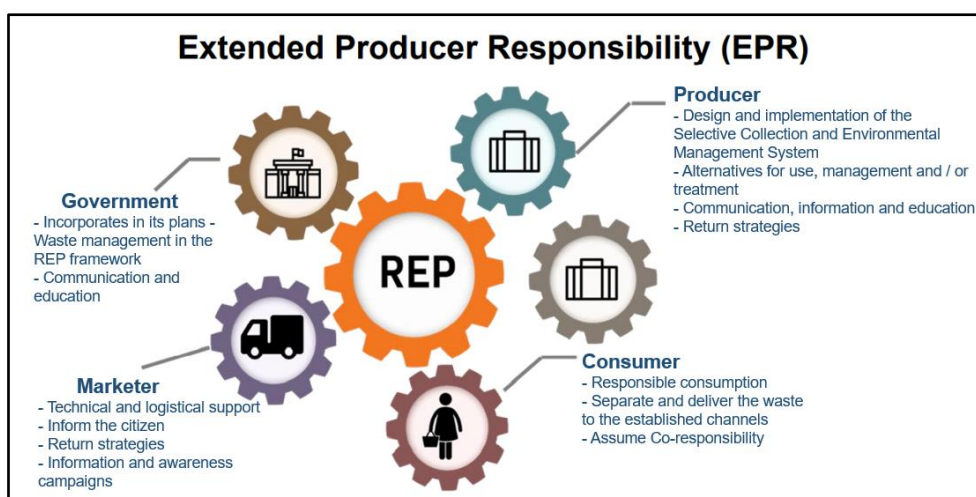 Extended Producer Responsibility (EPR)
Producer
- Design and implementation of the
Selective Collection and Environmental
Management System
- Alternatives for use, management and / or
treatment
- Communication, information and education
- Return strategies
Government
- Incorporates in its plans -
Waste management in the
REP framework
- Communication and
education
REP
Marketer
- Technical and logistical support
- Inform the citizen
- Return strategies
- Information and awareness
campaigns
Consumer
- Responsible consumption
- Separate and deliver the waste
to the established channels
- Assume Co-responsibility